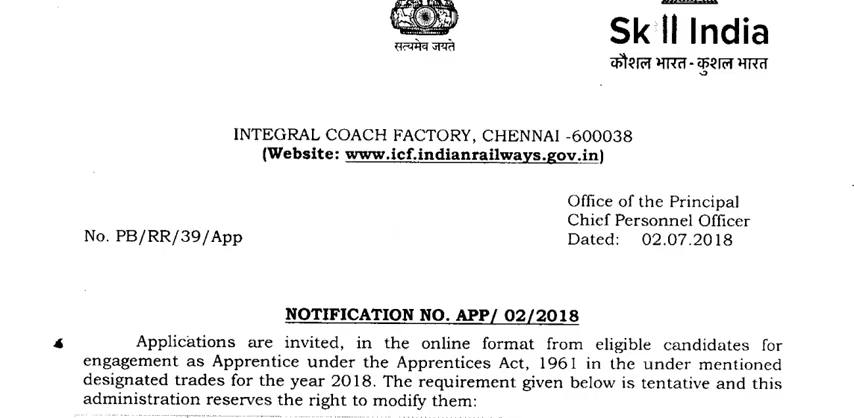 सत्यमेव जयते
Skill India
कौशल भारत - कुशल भारत
INTEGRAL COACH FACTORY, CHENNAI -600038
(Website: www.icf.indianrailways.gov.in)
Office of the Principal
Chief Personnel Officer
No. PB/RR/39/App
Dated: 02.07.2018
NOTIFICATION NO. APP/ 02/2018
Applications are invited, in the online format from eligible candidates for
engagement as Apprentice under the Apprentices Act, 1961 in the under mentioned
designated trades for the year 2018. The requirement given below is tentative and this
administration reserves the right to modify them: